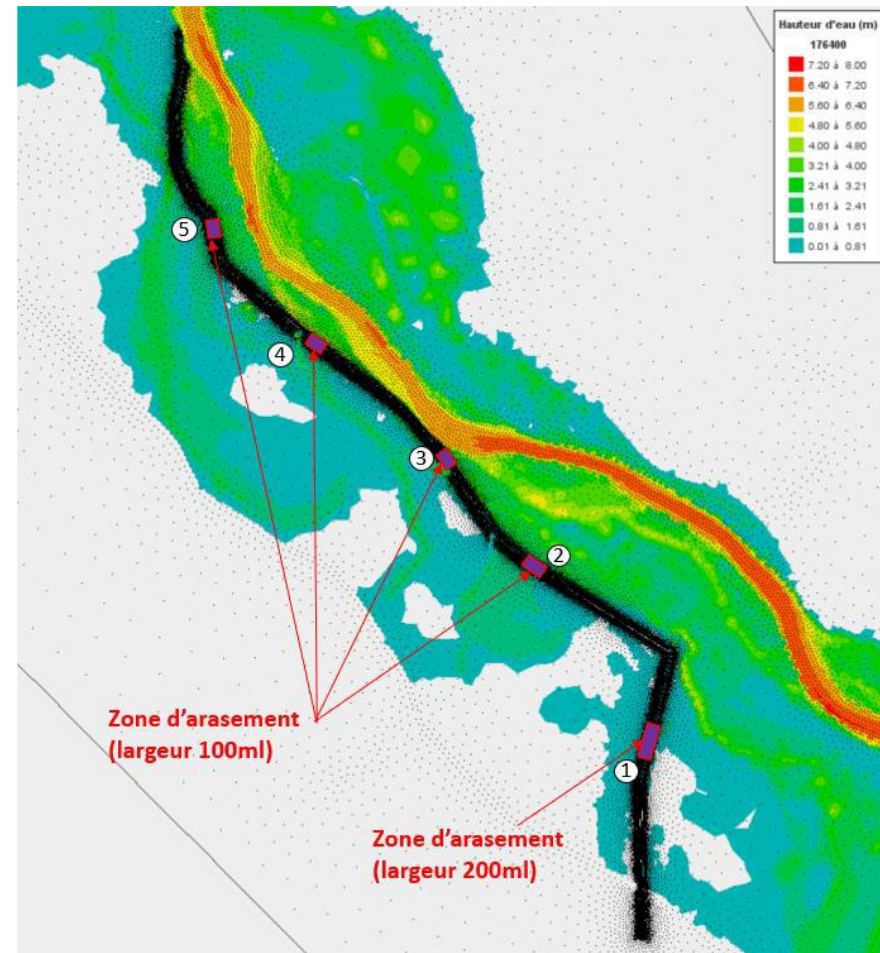 Hauteur d'eau (m)
176400
7.20 à 8.00
6.40 à 7.20
5.60 à 6.40
4.80 à 5.60
4.00 à 4.80
3.21 à 4.00
2.41 à 3.21
1.61 à 2.41
0.81 à 1.61
0.01 à 0.81
5
4
3
2
Zone d'arasement
(largeur 100ml)
1
Zone d'arasement
(largeur 200ml)